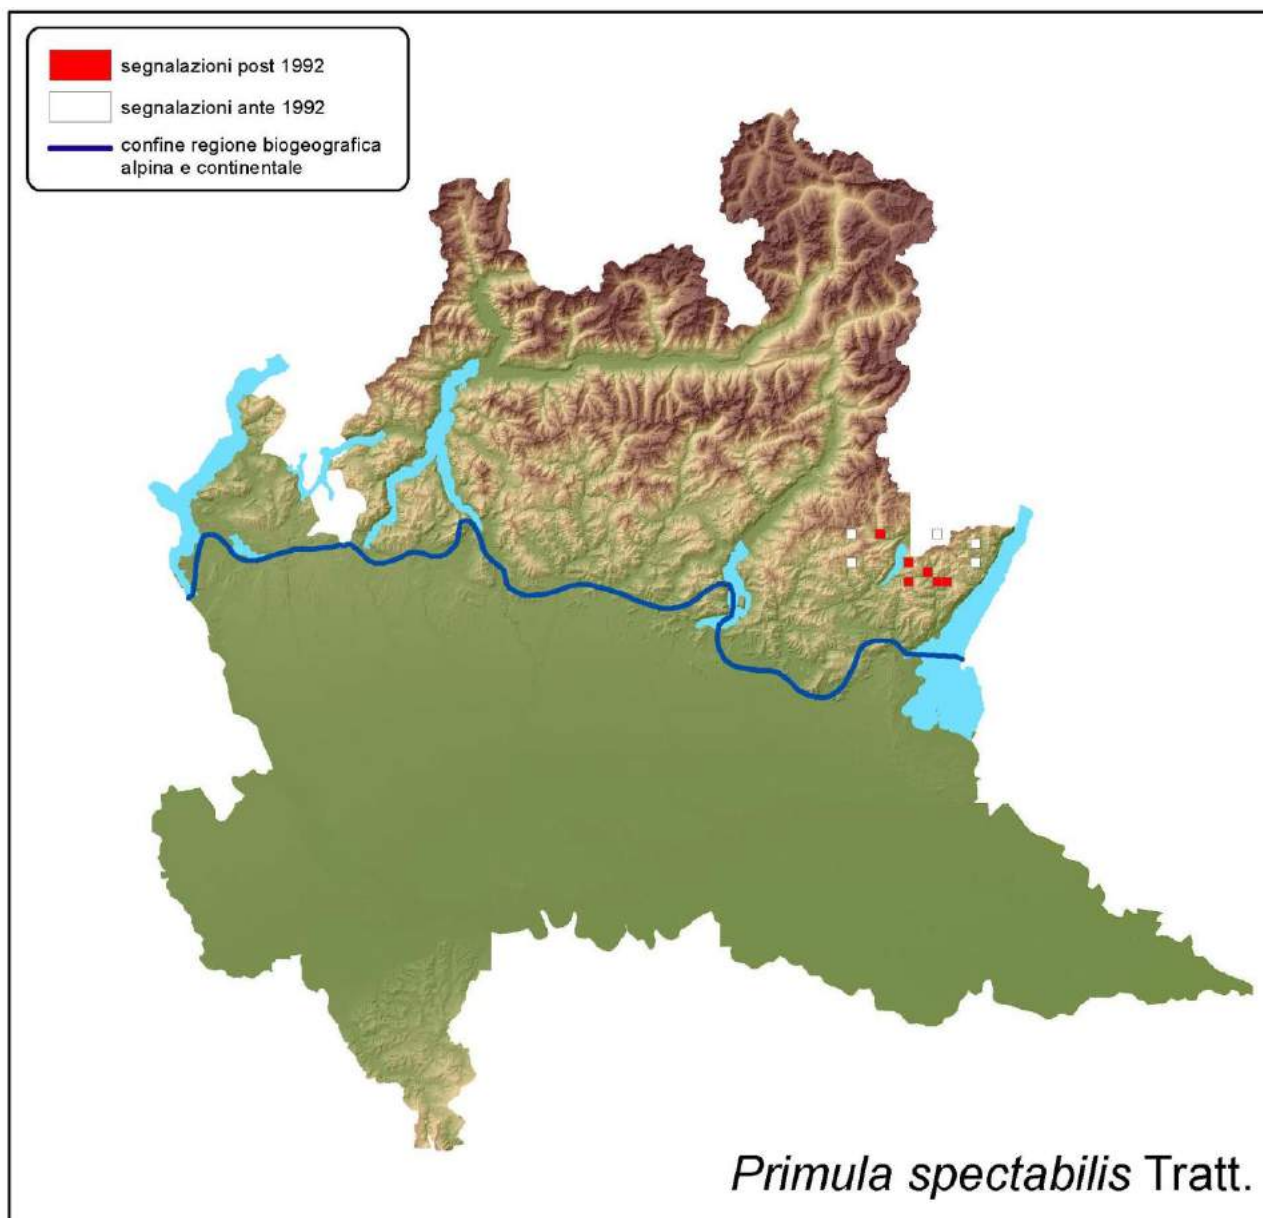 segnalazioni post 1992
segnalazioni ante 1992
confine regione biogeografica
alpina e continentale
Primula spectabilis Tratt.